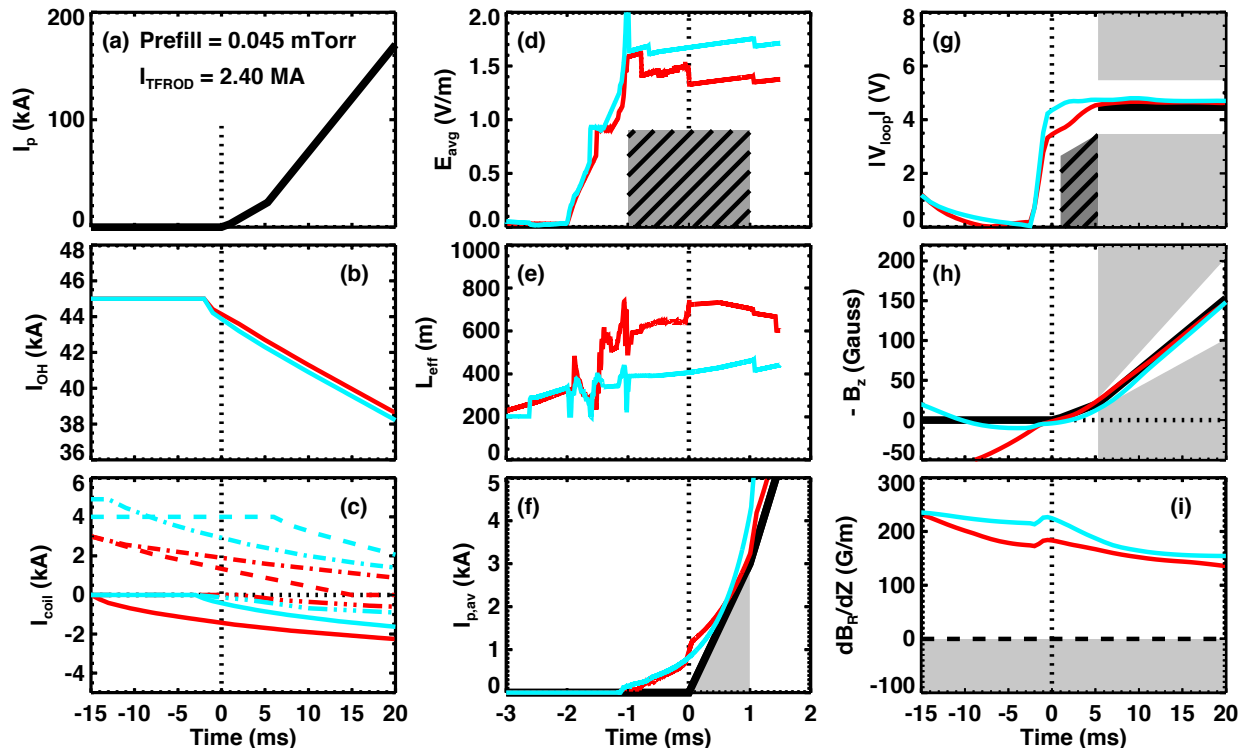 (a) Prefill = 0.045 mTorr
I_TFROD = 2.40 MA
I_p (kA)
200
100
0
(d)
E_avg (V/m)
2.0
1.5
1.0
0.5
0.0
(g)
|V_loop| (V)
8
6
4
2
0
(b)
I_OH (kA)
46
44
42
40
38
36
(e)
L_eff (m)
1000
800
600
400
200
0
(h)
- B_z (Gauss)
200
150
100
50
0
-50
(c)
I_coil (kA)
6
4
2
0
-2
-4
-15 -10 -5 0 5 10 15 20
Time (ms)
(f)
I_p,av (kA)
5
4
3
2
1
0
-3 -2 -1 0 1 2
Time (ms)
(i)
dB_R/dZ (G/m)
300
200
100
0
-100
-15 -10 -5 0 5 10 15 20
Time (ms)